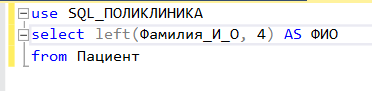 use SQL_ПОЛИКЛИНИКА
select left(Фамилия_И_О, 4) AS ФИО
from Пациент